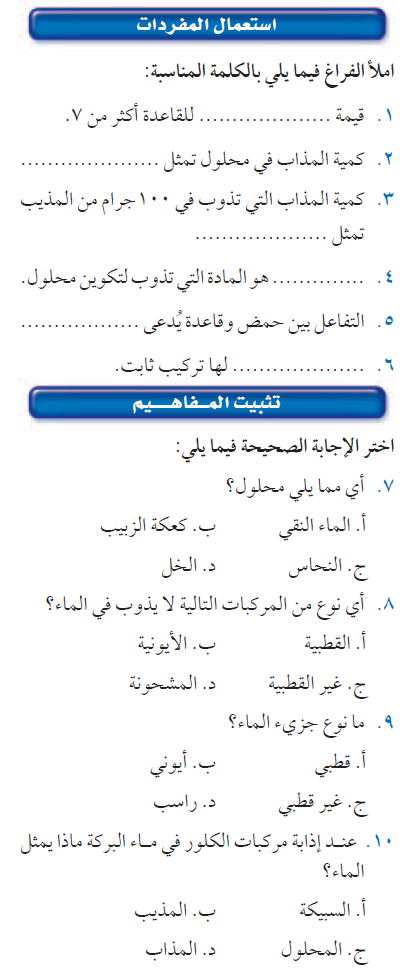 استعمال المفردات
املأ الفراغ فيما يلي بالكلمة المناسبة:
١. قيمة .................... للقاعدة أكثر من ٧.
٢. كمية المذاب في محلول تمثل .....................
٣. كمية المذاب التي تذوب في ١٠٠ جرام من المذيب
تمثل ....................
٤. .............. هو المادة التي تذوب لتكوين محلول.
٥. التفاعل بين حمض وقاعدة يُدعى ..................
٦. .................... لها تركيب ثابت.
تثبيت المفاهيم
اختر الإجابة الصحيحة فيما يلي:
٧. أي مما يلي محلول؟
أ. الماء النقي ب. كعكة الزبيب
ج. النحاس د. الخل
٨. أي نوع من المركبات التالية لا يذوب في الماء؟
أ. القطبية ب. الأيونية
ج. غير القطبية د. المشحونة
٩. ما نوع جزيء الماء؟
أ. قطبي ب. أيوني
ج. غير قطبي د. راسب
١٠. عند إذابة مركبات الكلور في ماء البركة ماذا يمثل
الماء؟
أ. السبيكة ب. المذيب
ج. المحلول د. المذاب